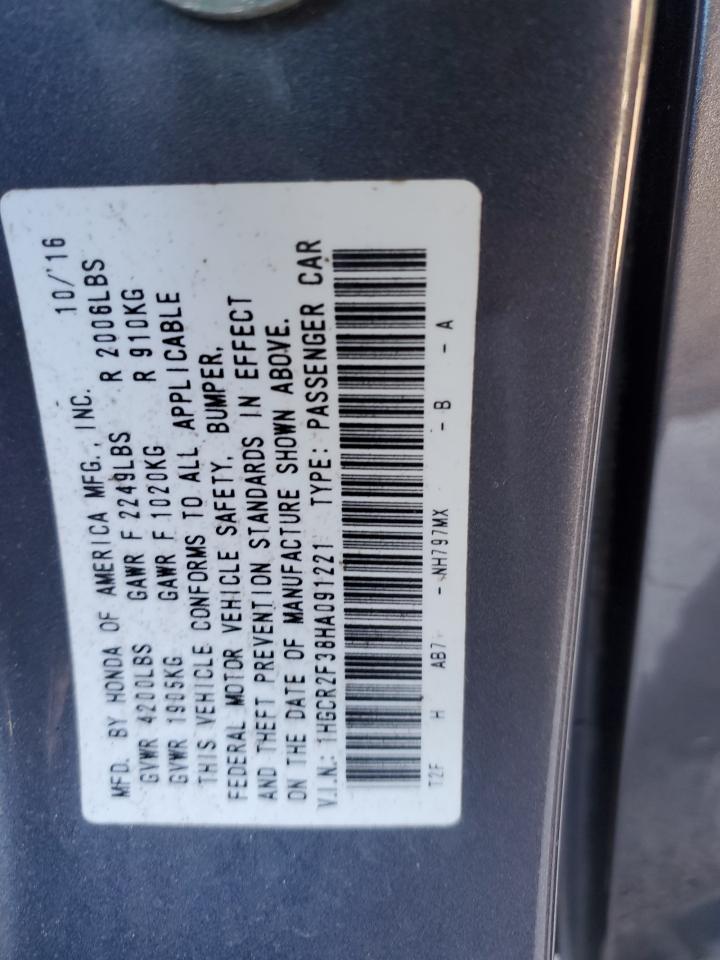 MFD. BY HONDA OF AMERICA MFG., INC. 10/'16
GVWR 4200LBS GAWR F 2249LBS R 2006LBS
GVWR 1905KG GAWR F 1020KG R 910KG
THIS VEHICLE CONFORMS TO ALL APPLICABLE
FEDERAL MOTOR VEHICLE SAFETY, BUMPER,
AND THEFT PREVENTION STANDARDS IN EFFECT
ON THE DATE OF MANUFACTURE SHOWN ABOVE.
V.I.N.: 1HGCR2F38HA091221 TYPE: PASSENGER CAR
T2F H AB7 - NH797MX - B - A